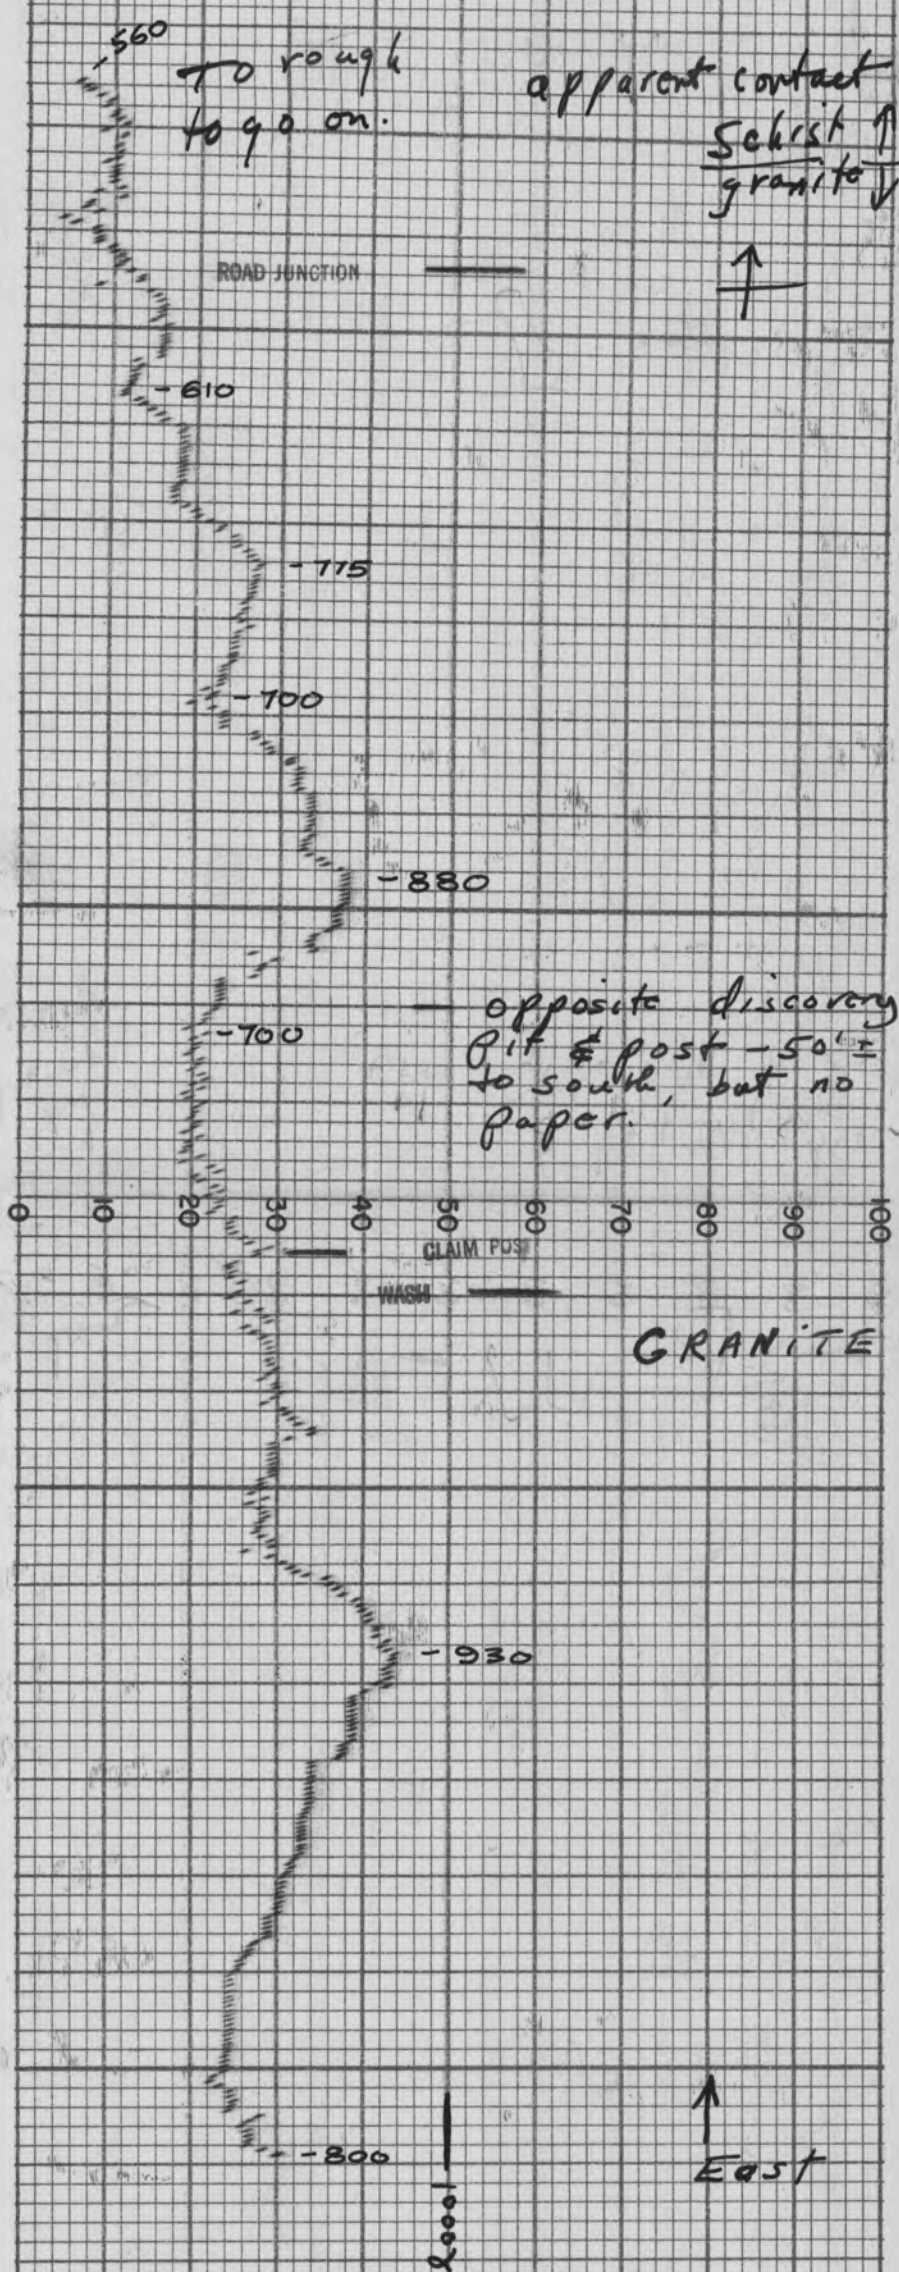 -560
To rough
to go on.
apparent contact
Schist
granite
ROAD JUNCTION
-610
-775
-700
-880
opposite discovery
Pit & post -50'±
to south, but no
paper.
-700
0 10 20 30 40 50 60 70 80 90 100
CLAIM POST
WASH
GRANITE
-930
-800
East